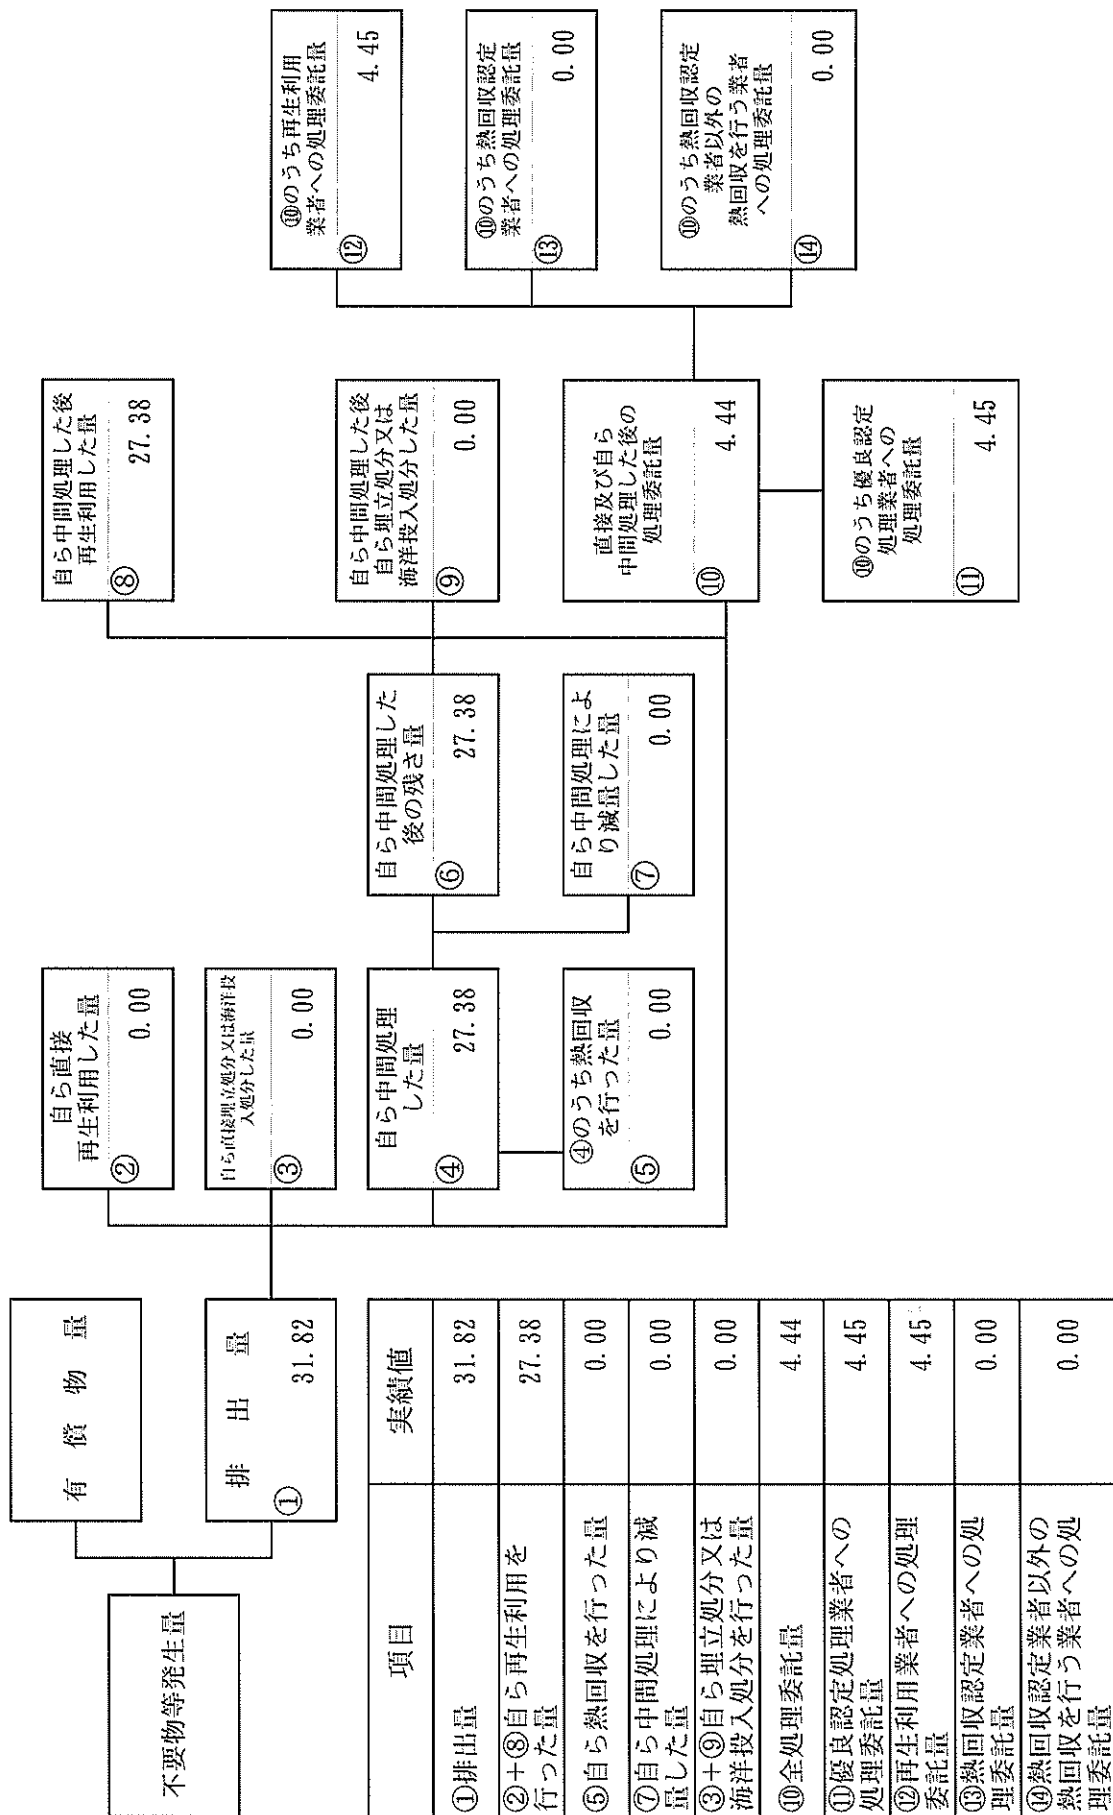 不要物等発生量
有償物量
排出量
① 31.82
自ら直接
再生利用した量
② 0.00
自ら直接埋立処分又は海洋投
入処分した量
③ 0.00
自ら中間処理
した量
④ 27.38
④のうち熱回収
を行った量
⑤ 0.00
自ら中間処理した
後の残さ量
⑥ 27.38
自ら中間処理によ
り減量した量
⑦ 0.00
自ら中間処理した後
再生利用した量
⑧ 27.38
自ら中間処理した後
自ら埋立処分又は
海洋投入処分した量
⑨ 0.00
直接及び自ら
中間処理した後の
処理委託量
⑩ 4.44
⑩のうち優良認定
処理業者への
処理委託量
⑪ 4.45
⑩のうち再生利用
業者への処理委託量
⑫ 4.45
⑩のうち熱回収認定
業者への処理委託量
⑬ 0.00
⑩のうち熱回収認定
業者以外の
熱回収を行う業者
への処理委託量
⑭ 0.00
項目 実績値
①排出量 31.82
②+⑧自ら再生利用を
行った量 27.38
⑤自ら熱回収を行った量 0.00
⑦自ら中間処理により減
量した量 0.00
③+⑨自ら埋立処分又は
海洋投入処分を行った量 0.00
⑩全処理委託量 4.44
⑪優良認定処理業者への
処理委託量 4.45
⑫再生利用業者への処理
委託量 4.45
⑬熱回収認定業者への処
理委託量 0.00
⑭熱回収認定業者以外の
熱回収を行う業者への処
理委託量 0.00